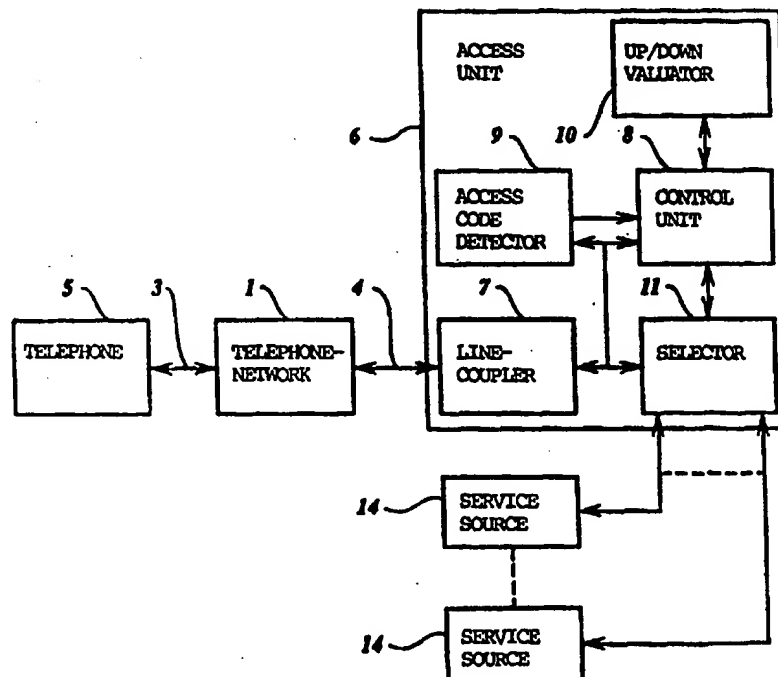 ACCESS
UNIT
UP/DOWN
VALUATOR
6
9
10
8
ACCESS
CODE
DETECTOR
CONTROL
UNIT
5
3
1
4
7
11
TELEPHONE
TELEPHONE-
NETWORK
LINE-
COUPLER
SELECTOR
14
SERVICE
SOURCE
14
SERVICE
SOURCE